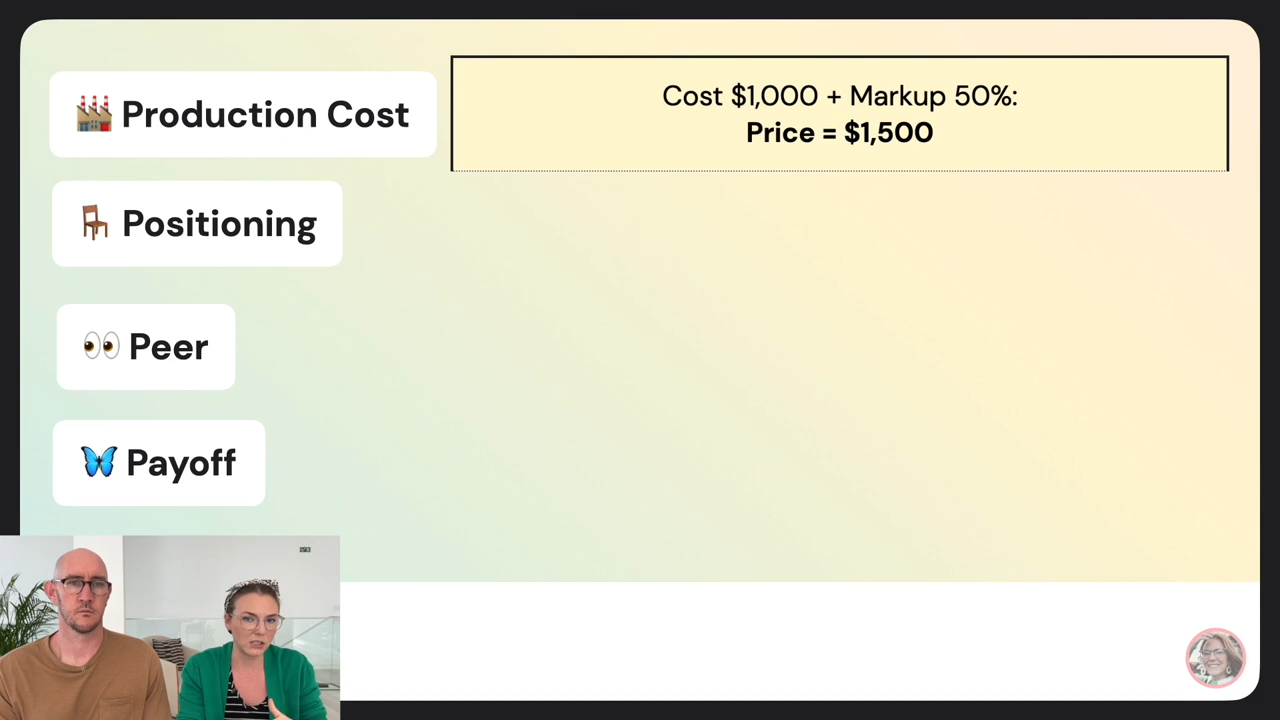 Production Cost
Cost $1,000 + Markup 50%:
Price = $1,500
Positioning
Peer
Payoff